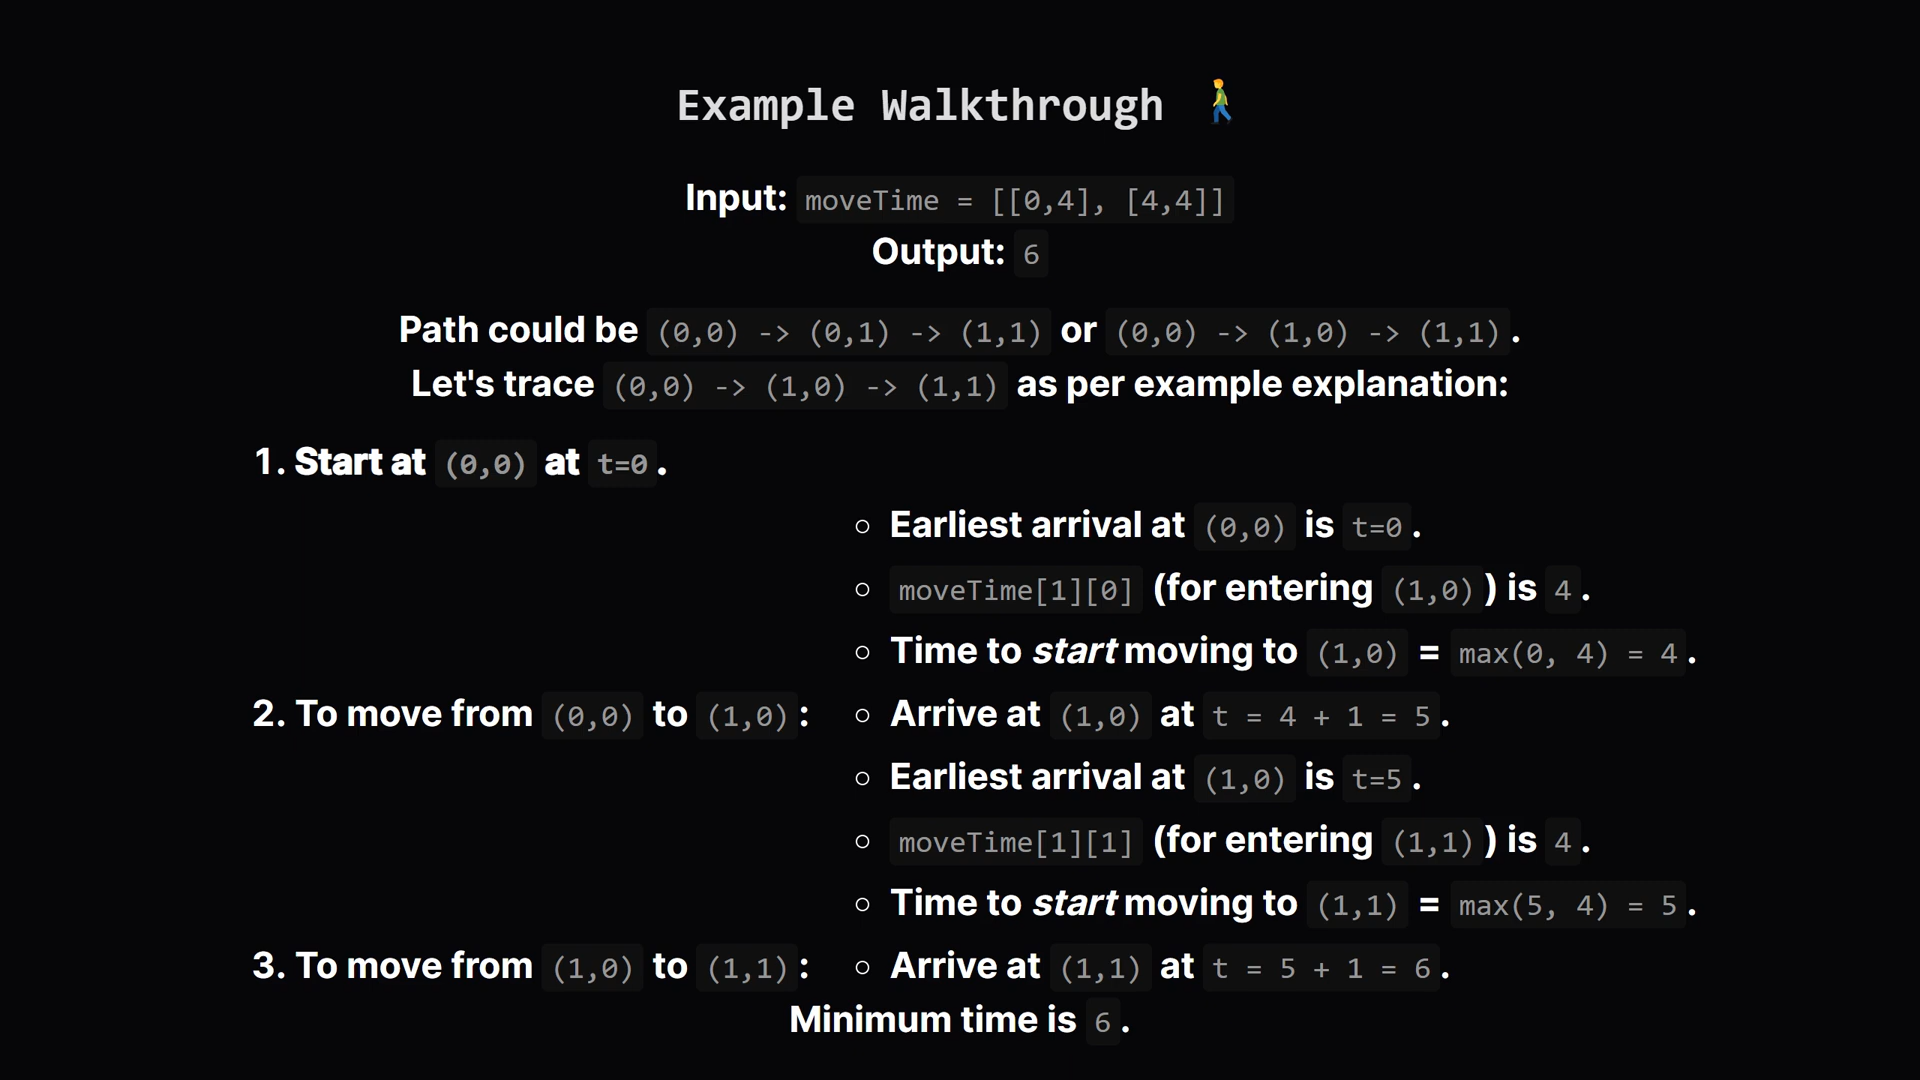 Example Walkthrough 🚶
Input: moveTime = [[0,4], [4,4]]
Output: 6
Path could be (0,0) -> (0,1) -> (1,1) or (0,0) -> (1,0) -> (1,1).
Let's trace (0,0) -> (1,0) -> (1,1) as per example explanation:
1. Start at (0,0) at t=0.
○ Earliest arrival at (0,0) is t=0.
○ moveTime[1][0] (for entering (1,0)) is 4.
○ Time to start moving to (1,0) = max(0, 4) = 4.
2. To move from (0,0) to (1,0): ○ Arrive at (1,0) at t = 4 + 1 = 5.
○ Earliest arrival at (1,0) is t=5.
○ moveTime[1][1] (for entering (1,1)) is 4.
○ Time to start moving to (1,1) = max(5, 4) = 5.
3. To move from (1,0) to (1,1): ○ Arrive at (1,1) at t = 5 + 1 = 6.
Minimum time is 6.